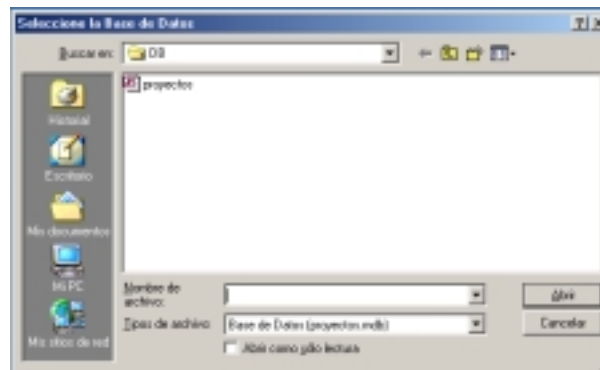 Seleccione la Base de Datos
Buscar en: DB
proyectos
Historial
Escritorio
Mis documentos
Mi PC
Mis sitios de red
Nombre de archivo:
Abrir
Tipos de archivo: Base de Datos (proyectos.mdb)
Cancelar
Abrir como sólo lectura